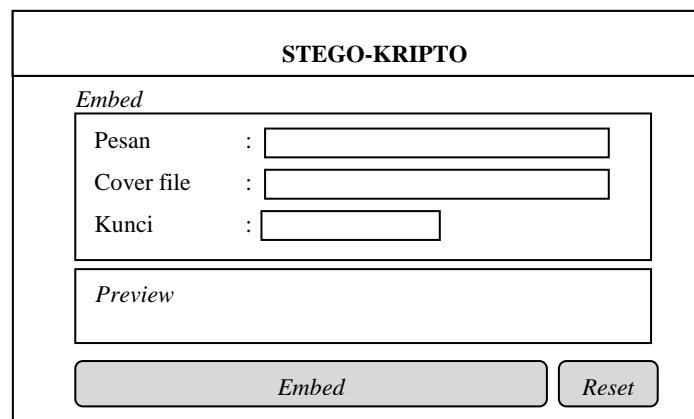 STEGO-KRIPTO
Embed
Pesan :
Cover file :
Kunci :
Preview
Embed Reset